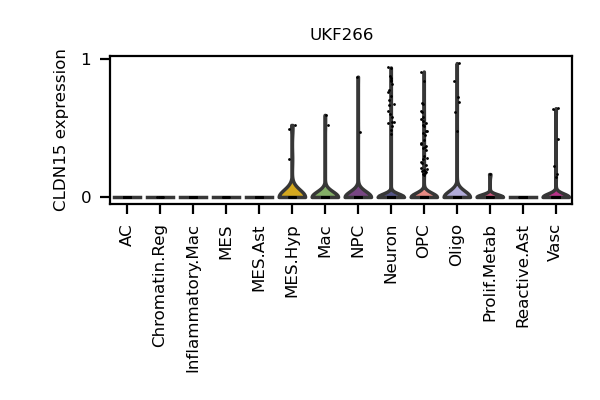 UKF266
CLDN15 expression
1
0
AC
Chromatin.Reg
Inflammatory.Mac
MES
MES.Ast
MES.Hyp
Mac
NPC
Neuron
OPC
Oligo
Prolif.Metab
Reactive.Ast
Vasc